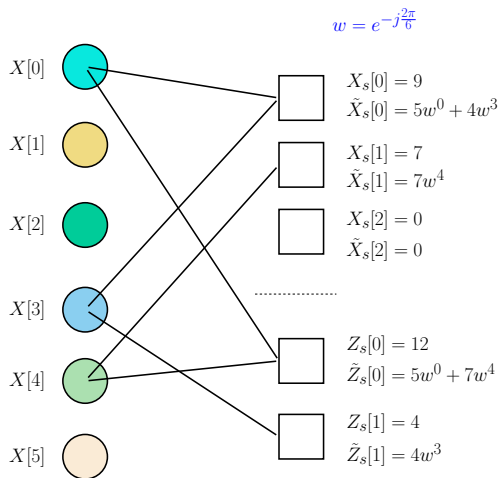 w = e^{-j\frac{2\pi}{6}}
X[0]
X_s[0] = 9
\tilde{X}_s[0] = 5w^0 + 4w^3
X[1]
X_s[1] = 7
\tilde{X}_s[1] = 7w^4
X[2]
X_s[2] = 0
\tilde{X}_s[2] = 0
X[3]
Z_s[0] = 12
\tilde{Z}_s[0] = 5w^0 + 7w^4
X[4]
Z_s[1] = 4
\tilde{Z}_s[1] = 4w^3
X[5]